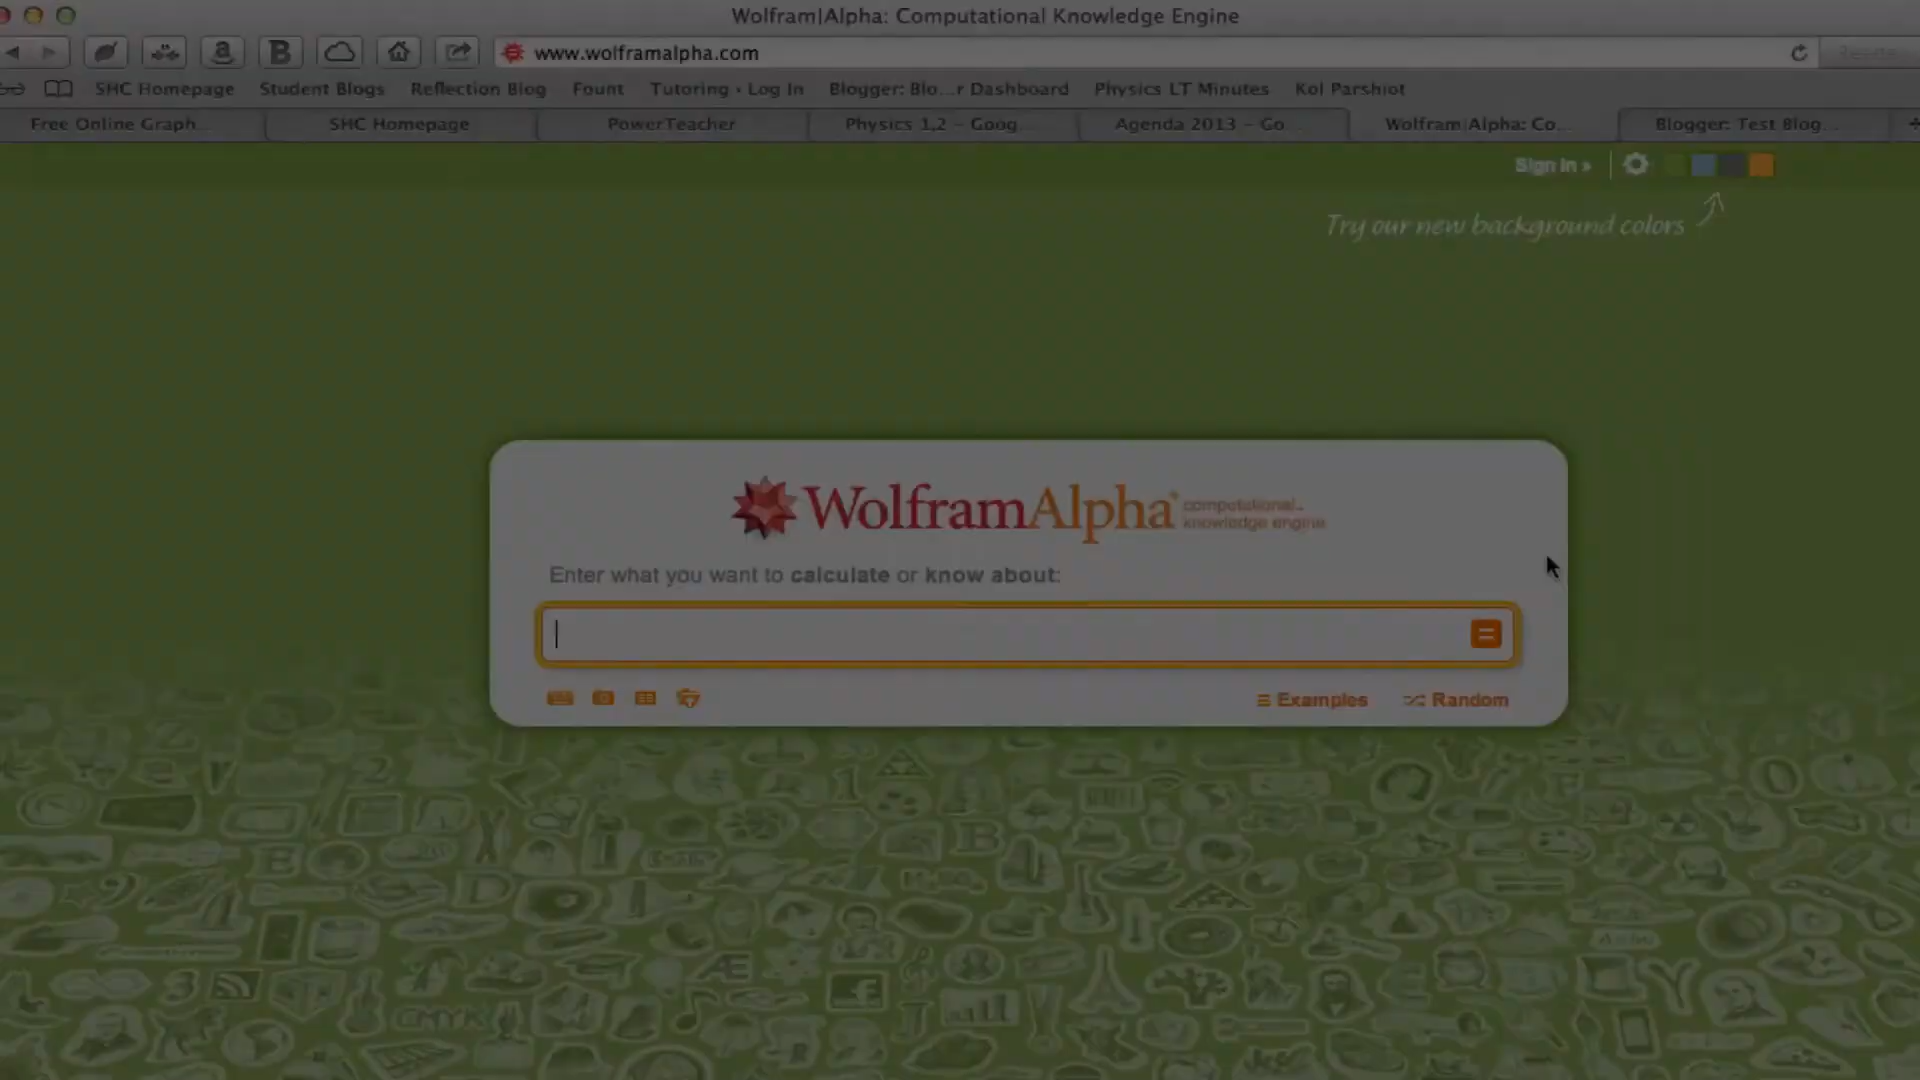 Wolfram|Alpha: Computational Knowledge Engine
www.wolframalpha.com
SHC Homepage Student Blogs Reflection Blog Fount Tutoring • Log In Blogger: Blo...r Dashboard Physics LT Minutes Kol Parshiot
Free Online Graph... SHC Homepage PowerTeacher Physics 1,2 – Goog... Agenda 2013 – Go... Wolfram|Alpha: Co... Blogger: Test Blog...
Sign In »
Try our new background colors
WolframAlpha computational knowledge engine
Enter what you want to calculate or know about:
Examples Random